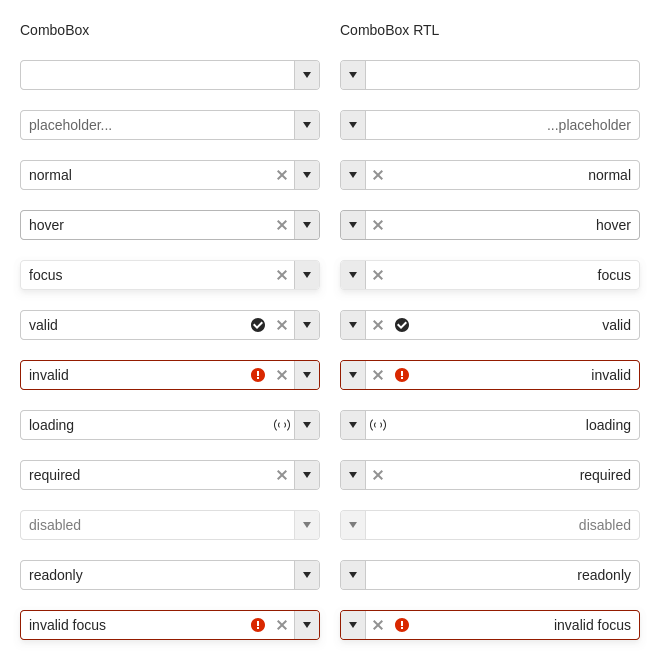 ComboBox
ComboBox RTL
placeholder...
...placeholder
normal
normal
hover
hover
focus
focus
valid
valid
invalid
invalid
loading
loading
required
required
disabled
disabled
readonly
readonly
invalid focus
invalid focus